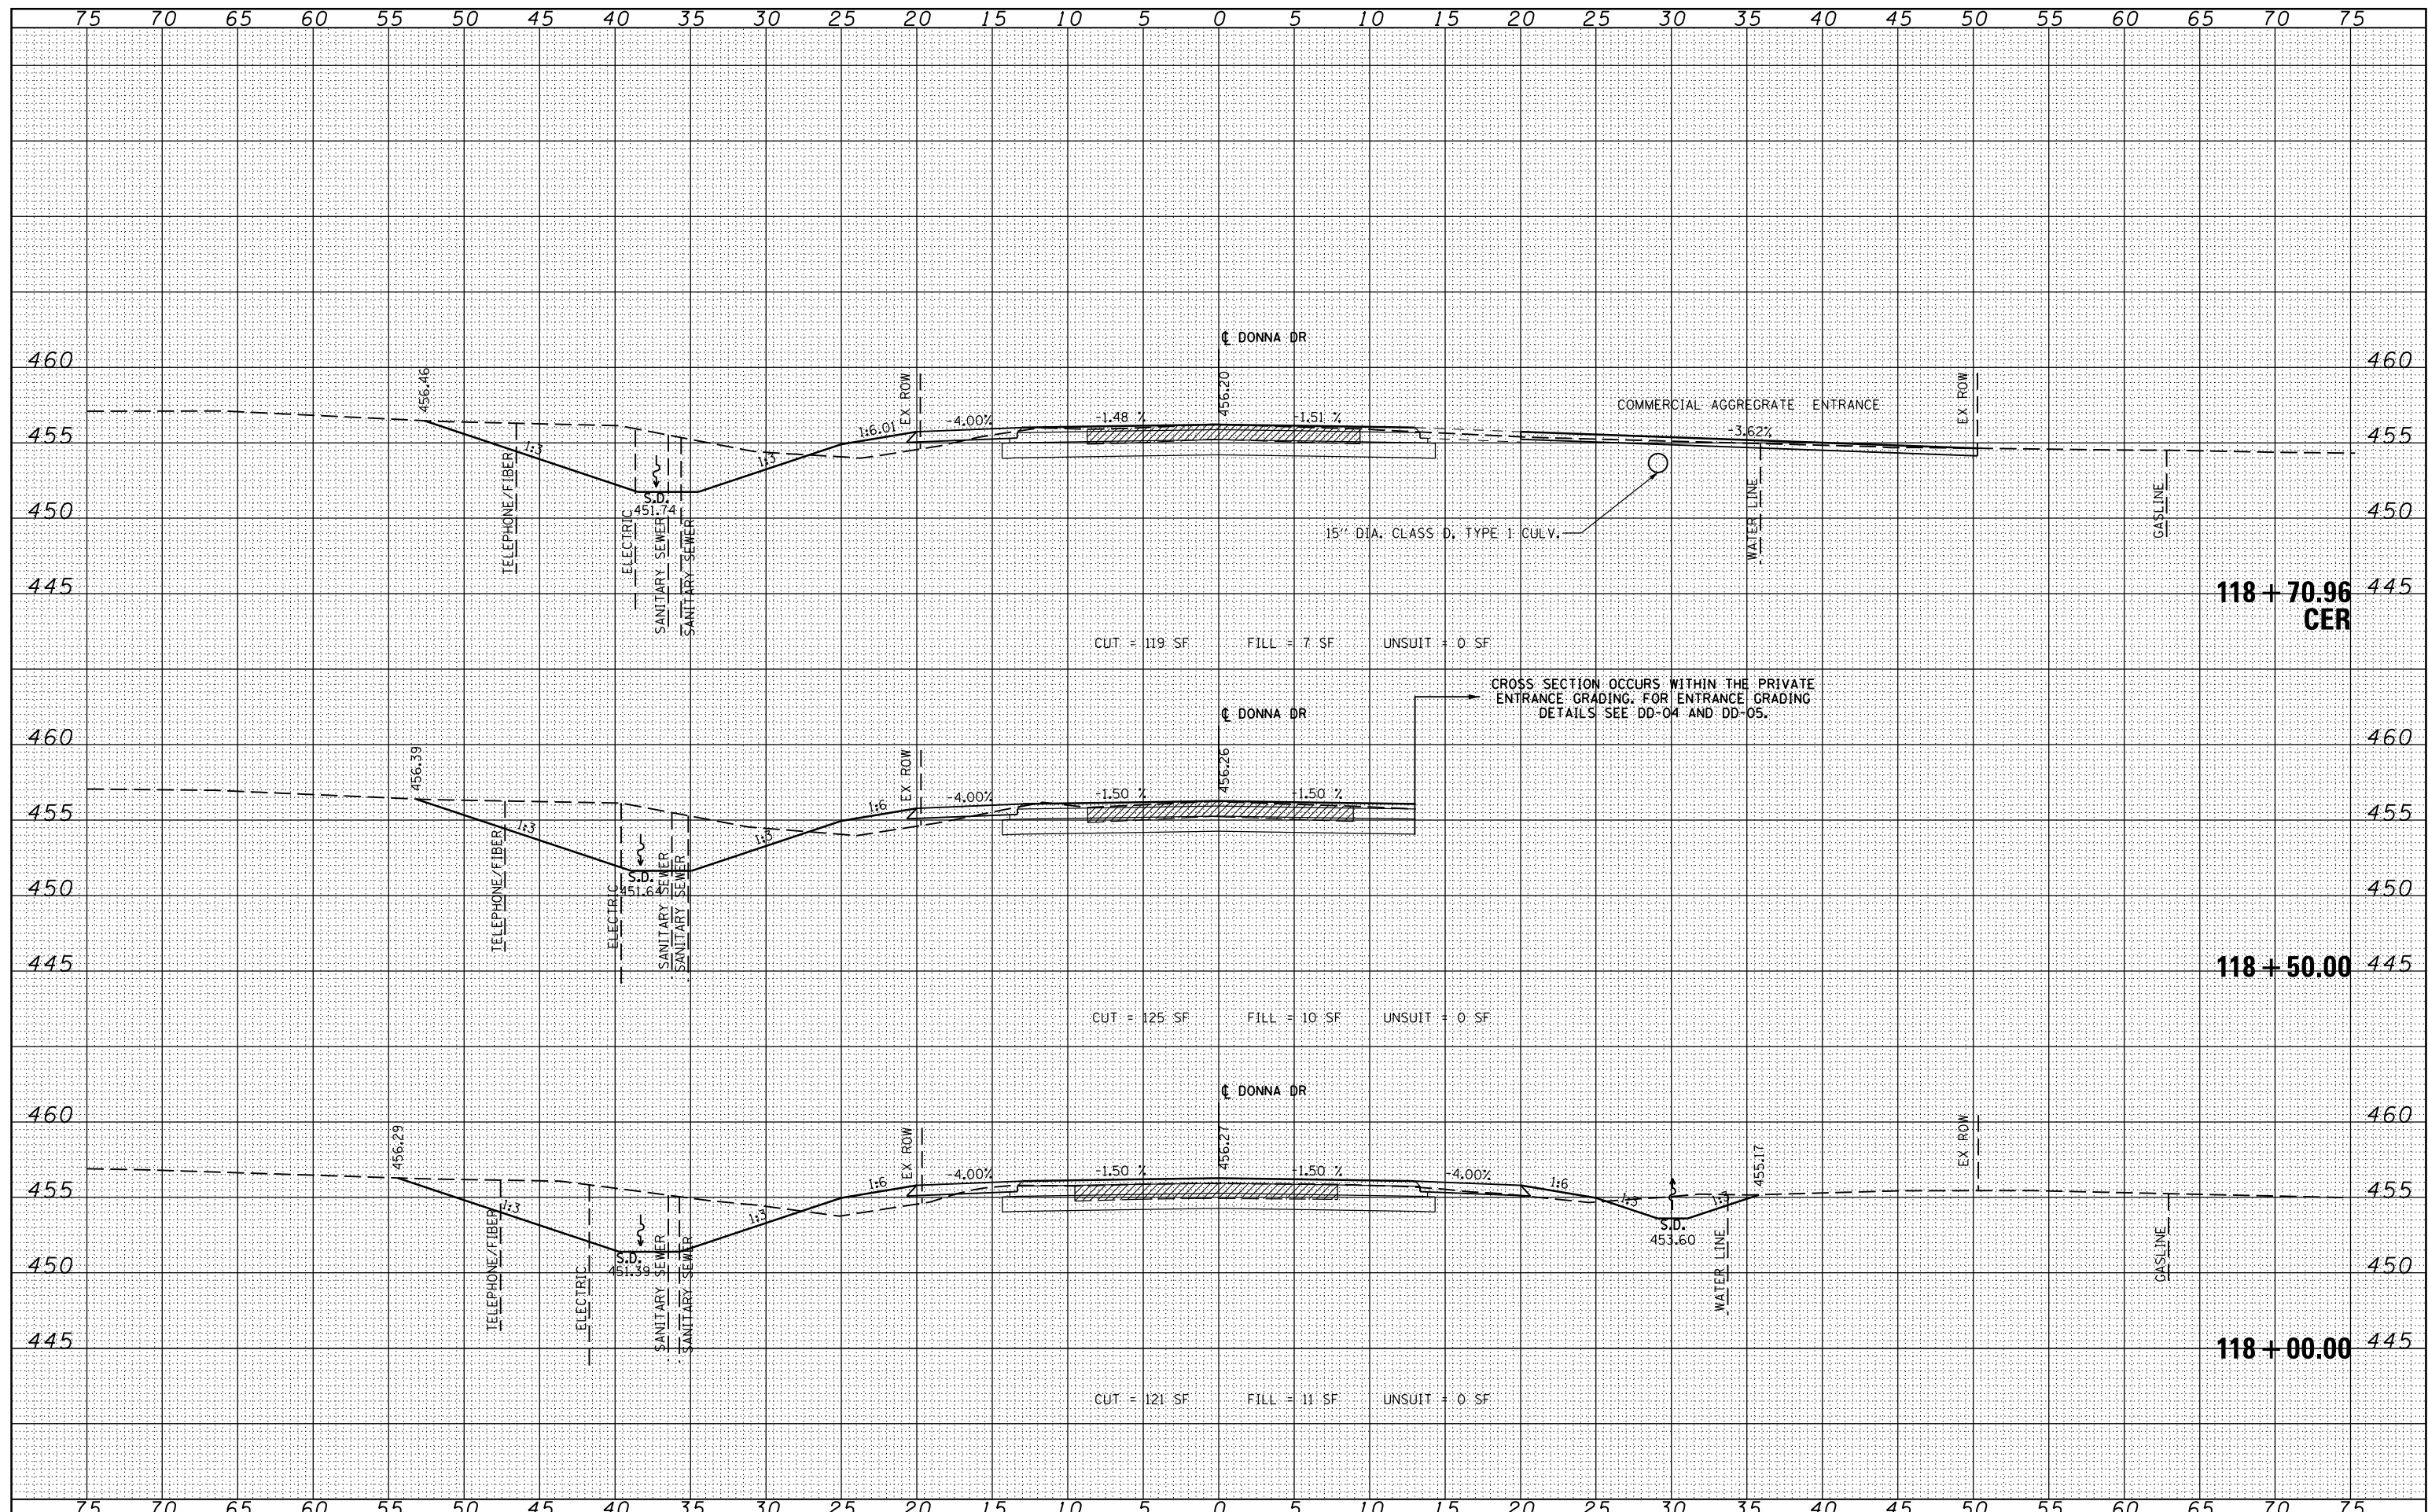 75 70 65 60 55 50 45 40 35 30 25 20 15 10 5 0 5 10 15 20 25 30 35 40 45 50 55 60 65 70 75
℄ DONNA DR
460 460
456.46
EX ROW
456.20
EX ROW
COMMERCIAL AGGREGRATE ENTRANCE
1:6.01 -4.00% -1.48 % -1.51 % -3.62%
455 455
1:3 1:3
TELEPHONE/FIBER
S.D.
451.74
450 450
ELECTRIC
SANITARY SEWER
SANITARY SEWER
15" DIA. CLASS D, TYPE 1 CULV.
WATER LINE
GASLINE
445 118+70.96 445
CER
CUT = 119 SF FILL = 7 SF UNSUIT = 0 SF
CROSS SECTION OCCURS WITHIN THE PRIVATE
ENTRANCE GRADING. FOR ENTRANCE GRADING
DETAILS SEE DD-04 AND DD-05.
℄ DONNA DR
460 460
456.39
EX ROW
456.26
1:6 -4.00% -1.50 % -1.50 %
455 455
1:3 1:3
TELEPHONE/FIBER
S.D.
451.64
450 450
ELECTRIC
SANITARY SEWER
SANITARY SEWER
445 118+50.00 445
CUT = 125 SF FILL = 10 SF UNSUIT = 0 SF
℄ DONNA DR
460 460
456.29
EX ROW
456.27
455.17
EX ROW
1:6 -4.00% -1.50 % -1.50 % -4.00% 1:6
455 455
1:3 1:3 1:3 1:3
TELEPHONE/FIBER
S.D.
453.60
S.D.
451.39
450 450
ELECTRIC
SANITARY SEWER
SANITARY SEWER
WATER LINE
GASLINE
445 118+00.00 445
CUT = 121 SF FILL = 11 SF UNSUIT = 0 SF
75 70 65 60 55 50 45 40 35 30 25 20 15 10 5 0 5 10 15 20 25 30 35 40 45 50 55 60 65 70 75